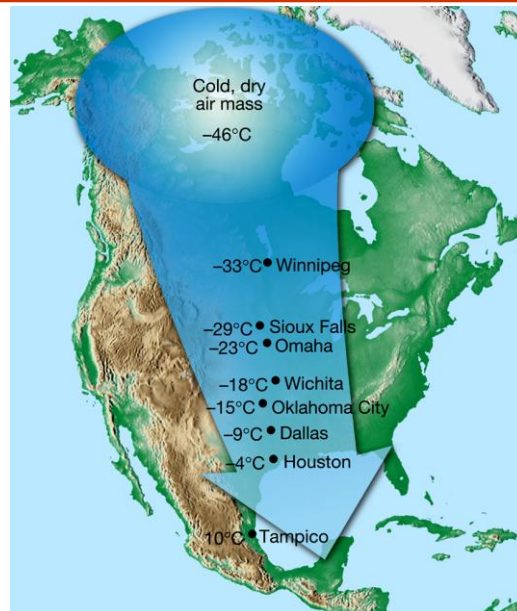 Cold, dry
air mass
–46°C
–33°C Winnipeg
–29°C Sioux Falls
–23°C Omaha
–18°C Wichita
–15°C Oklahoma City
–9°C Dallas
–4°C Houston
10°C Tampico